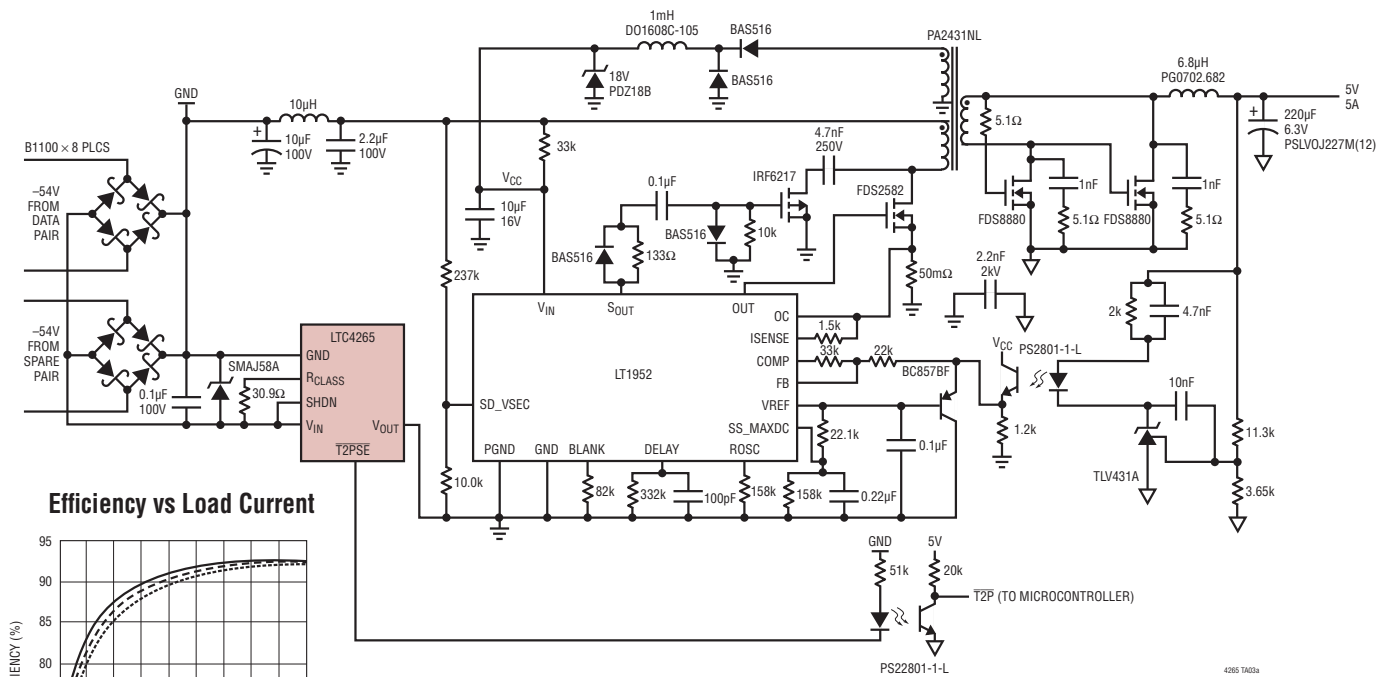 1mH
DO1608C-105
BAS516
PA2431NL
18V
PDZ18B
BAS516
6.8µH
PG0702.682
5V
5A
GND
10µH
+
10µF
100V
2.2µF
100V
33k
4.7nF
250V
5.1Ω
+
220µF
6.3V
PSLVOJ227M(12)
B1100 × 8 PLCS
–54V
FROM
DATA
PAIR
VCC
10µF
16V
0.1µF
IRF6217
FDS2582
1nF
FDS8880
5.1Ω
FDS8880
1nF
5.1Ω
BAS516
133Ω
BAS516
10k
237k
50mΩ
2.2nF
2kV
–54V
FROM
SPARE
PAIR
0.1µF
100V
SMAJ58A
30.9Ω
LTC4265
GND
RCLASS
SHDN
VIN
VOUT
T2PSE
VIN
SOUT
OUT
OC
ISENSE
COMP
FB
VREF
SS_MAXDC
LT1952
SD_VSEC
PGND
GND
BLANK
DELAY
ROSC
1.5k
33k
22k
BC857BF
VCC
PS2801-1-L
2k
4.7nF
10nF
1.2k
22.1k
0.1µF
TLV431A
11.3k
3.65k
10.0k
82k
332k
100pF
158k
158k
0.22µF
GND
5V
51k
20k
T2P (TO MICROCONTROLLER)
PS22801-1-L
4265 TA03a
Efficiency vs Load Current
95
90
85
80